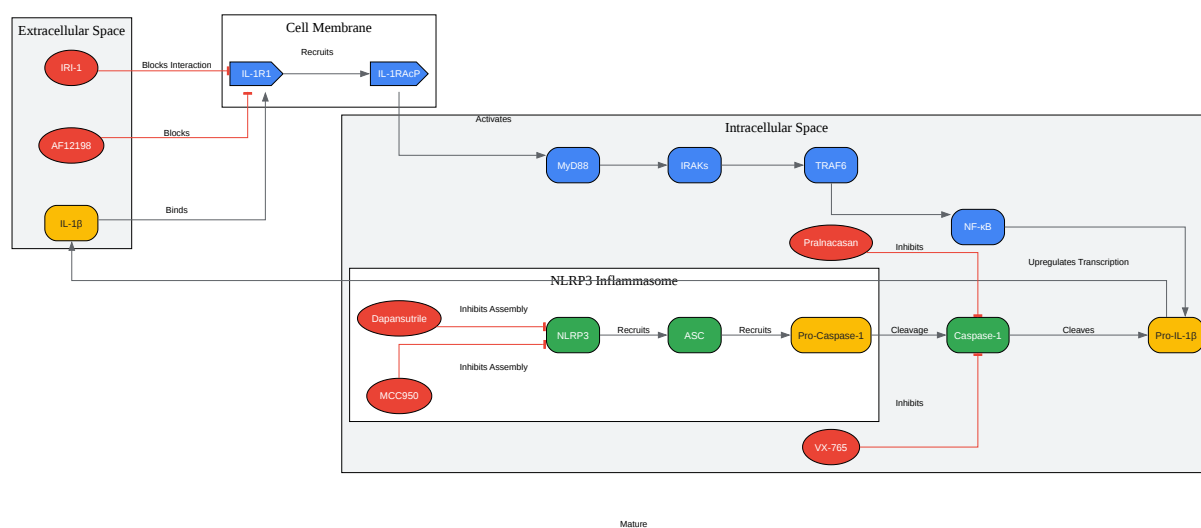 Extracellular Space
Cell Membrane
Recruits
IRI-1
Blocks Interaction
IL-1R1
IL-1RAcP
Activates
Intracellular Space
AF12198
Blocks
MyD88
IRAKs
TRAF6
IL-1β
Binds
NF-κB
Pralnacasan
Inhibits
Upregulates Transcription
NLRP3 Inflammasome
Dapansutrile
Inhibits Assembly
NLRP3
Recruits
ASC
Recruits
Pro-Caspase-1
Cleavage
Caspase-1
Cleaves
Pro-IL-1β
Inhibits Assembly
MCC950
Inhibits
VX-765
Mature